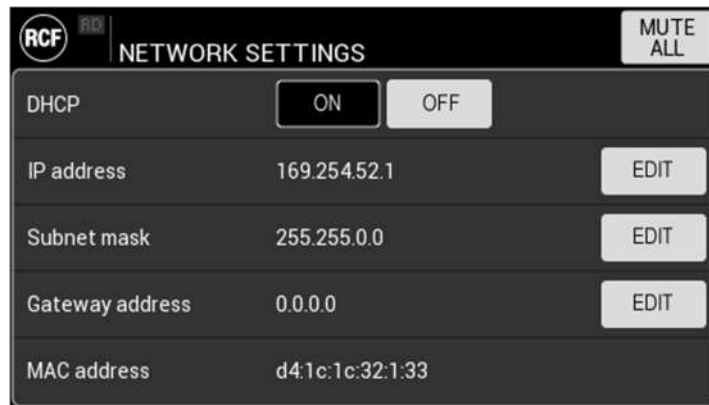 RCF
RD
NETWORK SETTINGS
MUTE
ALL
DHCP ON OFF
IP address 169.254.52.1 EDIT
Subnet mask 255.255.0.0 EDIT
Gateway address 0.0.0.0 EDIT
MAC address d4:1c:1c:32:1:33